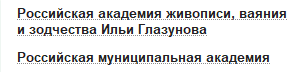 Российская академия живописи, ваяния
и зодчества Ильи Глазунова
Российская муниципальная академия